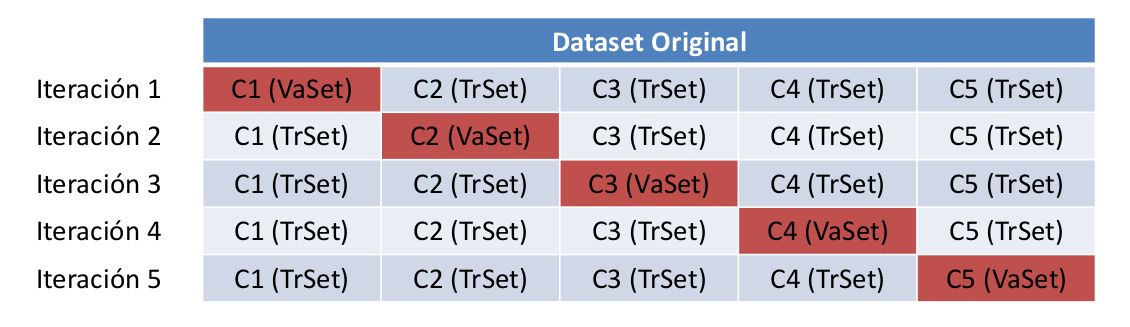 Dataset Original
Iteración 1 C1 (VaSet) C2 (TrSet) C3 (TrSet) C4 (TrSet) C5 (TrSet)
Iteración 2 C1 (TrSet) C2 (VaSet) C3 (TrSet) C4 (TrSet) C5 (TrSet)
Iteración 3 C1 (TrSet) C2 (TrSet) C3 (VaSet) C4 (TrSet) C5 (TrSet)
Iteración 4 C1 (TrSet) C2 (TrSet) C3 (TrSet) C4 (VaSet) C5 (TrSet)
Iteración 5 C1 (TrSet) C2 (TrSet) C3 (TrSet) C4 (TrSet) C5 (VaSet)